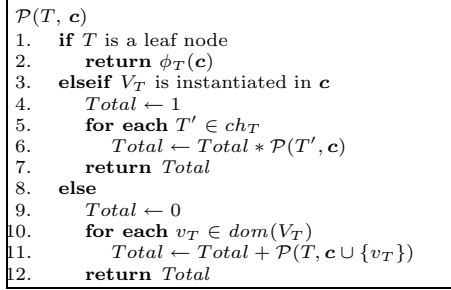 𝒫(T, c)
1. if T is a leaf node
2. return ϕ_T(c)
3. elseif V_T is instantiated in c
4. Total ← 1
5. for each T′ ∈ ch_T
6. Total ← Total ∗ 𝒫(T′, c)
7. return Total
8. else
9. Total ← 0
10. for each v_T ∈ dom(V_T)
11. Total ← Total + 𝒫(T, c ∪ {v_T})
12. return Total